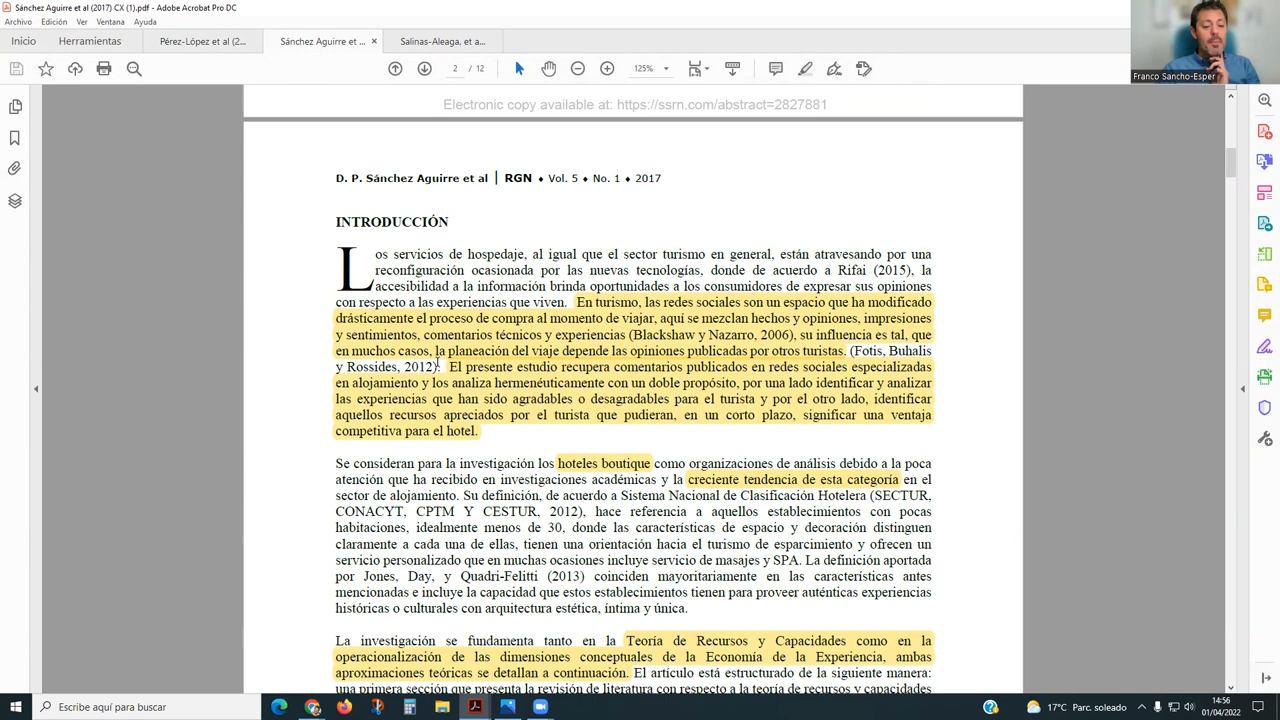 Sánchez Aguirre et al (2017) CX (1).pdf - Adobe Acrobat Pro DC
Archivo Edición Ver Ventana Ayuda
Inicio Herramientas Pérez-López et al (2... Sánchez Aguirre et ... × Salinas-Aleaga, et a...
2 / 12 125%
Franco Sancho-Esper
Electronic copy available at: https://ssrn.com/abstract=2827881
D. P. Sánchez Aguirre et al | RGN ♦ Vol. 5 ♦ No. 1 ♦ 2017
INTRODUCCIÓN
Los servicios de hospedaje, al igual que el sector turismo en general, están atravesando por una
reconfiguración ocasionada por las nuevas tecnologías, donde de acuerdo a Rifai (2015), la
accesibilidad a la información brinda oportunidades a los consumidores de expresar sus opiniones
con respecto a las experiencias que viven. En turismo, las redes sociales son un espacio que ha modificado
drásticamente el proceso de compra al momento de viajar, aquí se mezclan hechos y opiniones, impresiones
y sentimientos, comentarios técnicos y experiencias (Blackshaw y Nazarro, 2006), su influencia es tal, que
en muchos casos, la planeación del viaje depende las opiniones publicadas por otros turistas. (Fotis, Buhalis
y Rossides, 2012). El presente estudio recupera comentarios publicados en redes sociales especializadas
en alojamiento y los analiza hermenéuticamente con un doble propósito, por una lado identificar y analizar
las experiencias que han sido agradables o desagradables para el turista y por el otro lado, identificar
aquellos recursos apreciados por el turista que pudieran, en un corto plazo, significar una ventaja
competitiva para el hotel.
Se consideran para la investigación los hoteles boutique como organizaciones de análisis debido a la poca
atención que ha recibido en investigaciones académicas y la creciente tendencia de esta categoría en el
sector de alojamiento. Su definición, de acuerdo a Sistema Nacional de Clasificación Hotelera (SECTUR,
CONACYT, CPTM Y CESTUR, 2012), hace referencia a aquellos establecimientos con pocas
habitaciones, idealmente menos de 30, donde las características de espacio y decoración distinguen
claramente a cada una de ellas, tienen una orientación hacia el turismo de esparcimiento y ofrecen un
servicio personalizado que en muchas ocasiones incluye servicio de masajes y SPA. La definición aportada
por Jones, Day, y Quadri-Felitti (2013) coinciden mayoritariamente en las características antes
mencionadas e incluye la capacidad que estos establecimientos tienen para proveer auténticas experiencias
históricas o culturales con arquitectura estética, íntima y única.
La investigación se fundamenta tanto en la Teoría de Recursos y Capacidades como en la
operacionalización de las dimensiones conceptuales de la Economía de la Experiencia, ambas
aproximaciones teóricas se detallan a continuación. El artículo está estructurado de la siguiente manera:
una primera sección que presenta la revisión de literatura con respecto a la teoría de recursos y capacidades
Escribe aquí para buscar
17°C Parc. soleado
14:56
01/04/2022